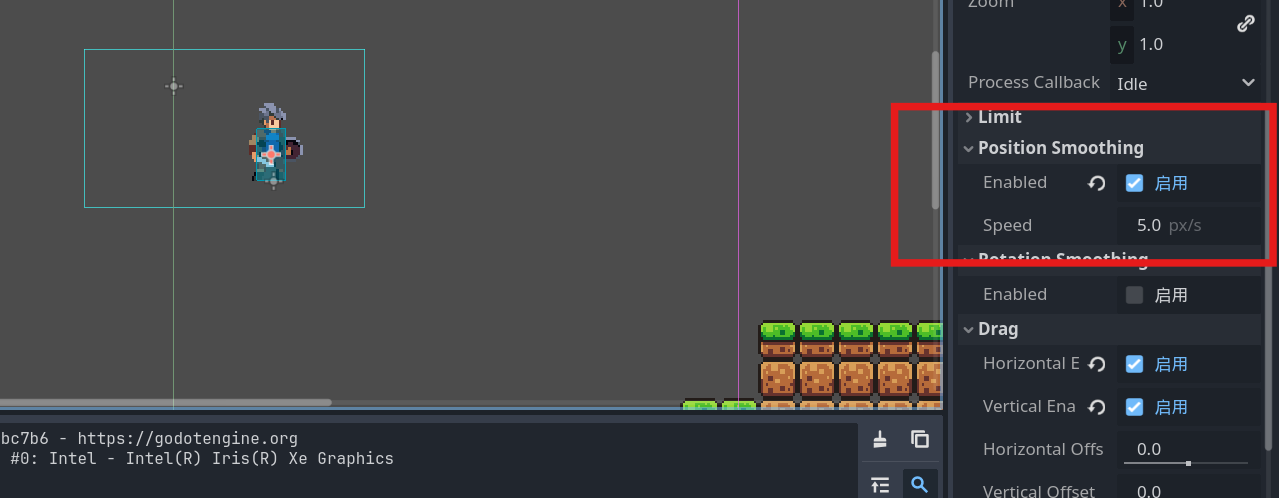 Zoom x 1.0
y 1.0
Process Callback Idle
Limit
Position Smoothing
Enabled 启用
Speed 5.0 px/s
Rotation Smoothing
Enabled 启用
Drag
Horizontal E 启用
Vertical Ena 启用
Horizontal Offs 0.0
Vertical Offset 0.0
bc7b6 - https://godotengine.org
#0: Intel - Intel(R) Iris(R) Xe Graphics